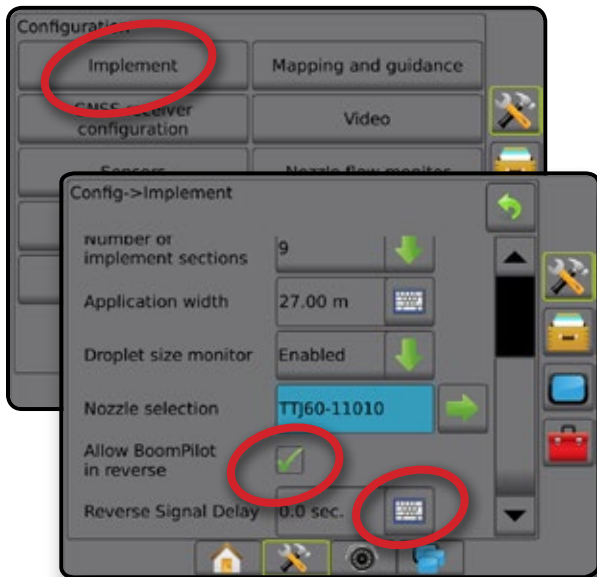 Configuration
Implement
Mapping and guidance
GNSS receiver
configuration
Video
Sensors
Nozzle flow monitor
Config->Implement
Number of
implement sections
9
Application width
27.00 m
Droplet size monitor
Enabled
Nozzle selection
TTJ60-11010
Allow BoomPilot
in reverse
Reverse Signal Delay
0.0 sec.